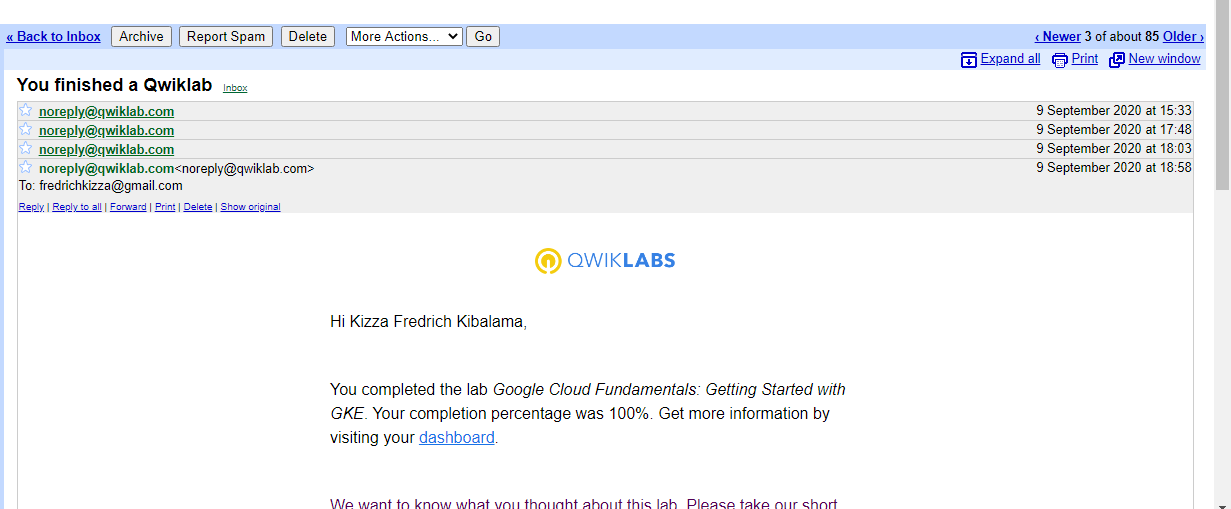 « Back to Inbox Archive Report Spam Delete More Actions... Go ‹ Newer 3 of about 85 Older ›
Expand all Print New window
You finished a Qwiklab Inbox
noreply@qwiklab.com 9 September 2020 at 15:33
noreply@qwiklab.com 9 September 2020 at 17:48
noreply@qwiklab.com 9 September 2020 at 18:03
noreply@qwiklab.com<noreply@qwiklab.com> 9 September 2020 at 18:58
To: fredrichkizza@gmail.com
Reply | Reply to all | Forward | Print | Delete | Show original
QWIKLABS
Hi Kizza Fredrich Kibalama,
You completed the lab Google Cloud Fundamentals: Getting Started with
GKE. Your completion percentage was 100%. Get more information by
visiting your dashboard.
We want to know what you thought about this lab. Please take our short